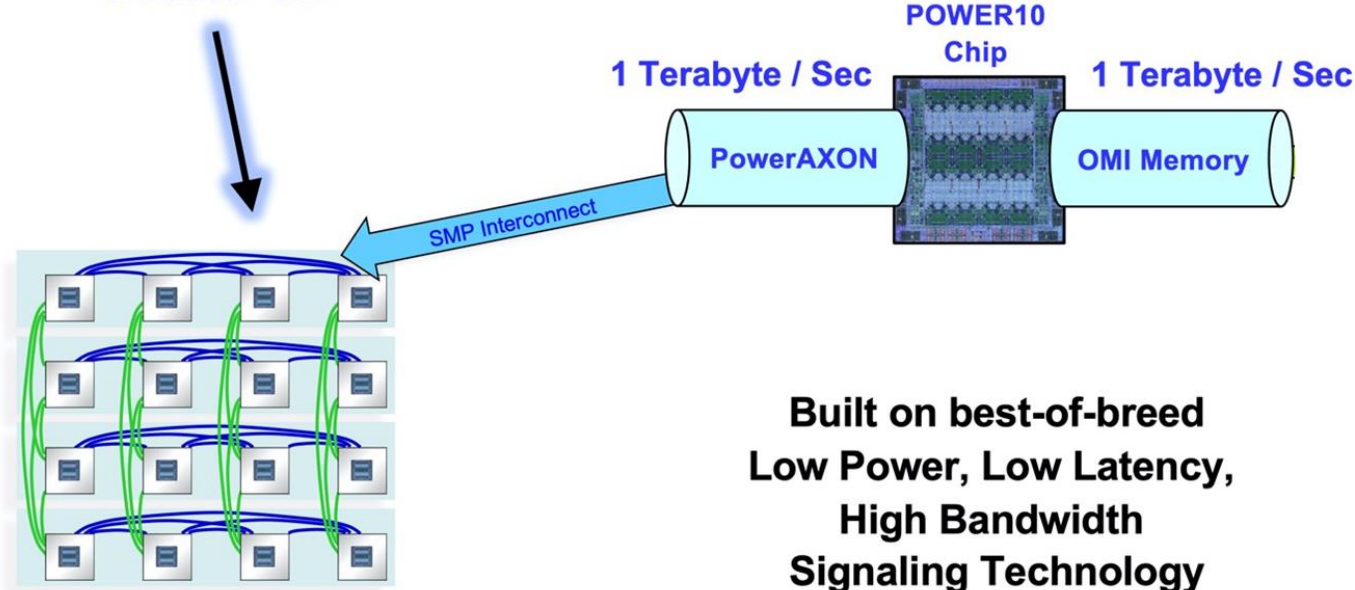 POWER10
Chip
1 Terabyte / Sec
1 Terabyte / Sec
PowerAXON
OMI Memory
SMP Interconnect
Built on best-of-breed
Low Power, Low Latency,
High Bandwidth
Signaling Technology